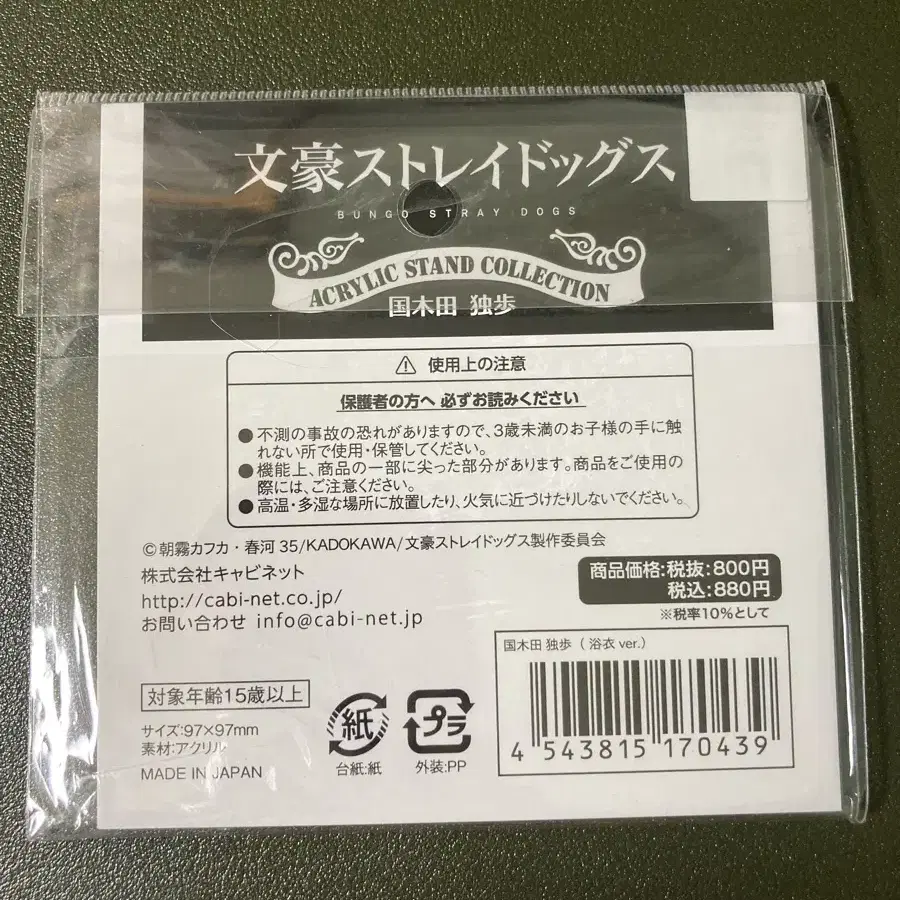 文豪ストレイドッグス
BUNGO STRAY DOGS
ACRYLIC STAND COLLECTION
国木田 独歩
使用上の注意
保護者の方へ 必ずお読みください
●不測の事故の恐れがありますので、3歳未満のお子様の手に触
れない所で使用・保管してください。
●機能上、商品の一部に尖った部分があります。商品をご使用の
際には、ご注意ください。
●高温・多湿な場所に放置したり、火気に近づけたりしないでください。
©朝霧カフカ・春河35/KADOKAWA/文豪ストレイドッグス製作委員会
株式会社キャビネット
http://cabi-net.co.jp/
お問い合わせ info@cabi-net.jp
商品価格:税抜:800円
税込:880円
※税率10%として
国木田 独歩（浴衣 ver.）
4 543815 170439
対象年齢15歳以上
サイズ:97×97mm
素材:アクリル
MADE IN JAPAN
紙
台紙:紙
プラ
外装:PP